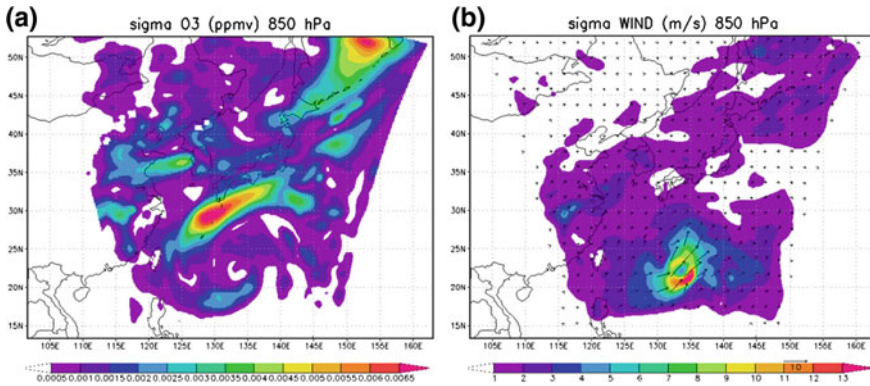 (a)
sigma O3 (ppmv) 850 hPa
50N
45N
40N
35N
30N
25N
20N
15N
105E 110E 115E 120E 125E 130E 135E 140E 145E 150E 155E 160E
0.0005 0.001 0.0015 0.002 0.0025 0.003 0.0035 0.004 0.0045 0.005 0.0055 0.006 0.0065
(b)
sigma WIND (m/s) 850 hPa
50N
45N
40N
35N
30N
25N
20N
15N
105E 110E 115E 120E 125E 130E 135E 140E 145E 150E 155E 160E
10
1 2 3 4 5 6 7 8 9 10 11 12 13